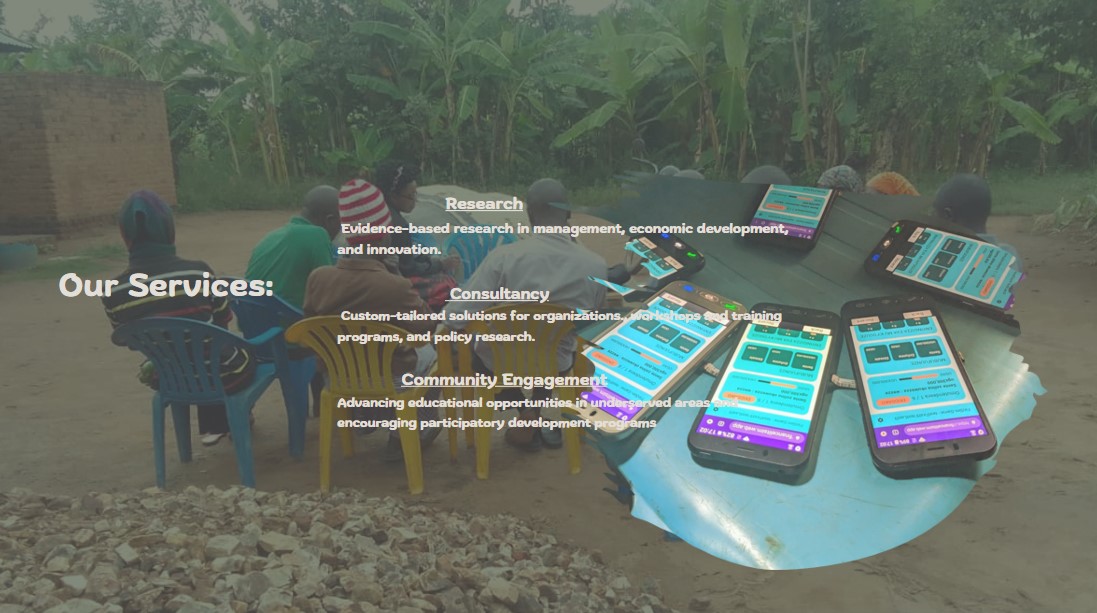 Our Services:
Research
Evidence-based research in management, economic development,
and innovation.
Consultancy
Custom-tailored solutions for organizations.. workshops and training
programs, and policy research.
Community Engagement
Advancing educational opportunities in underserved areas and
encouraging participatory development programs